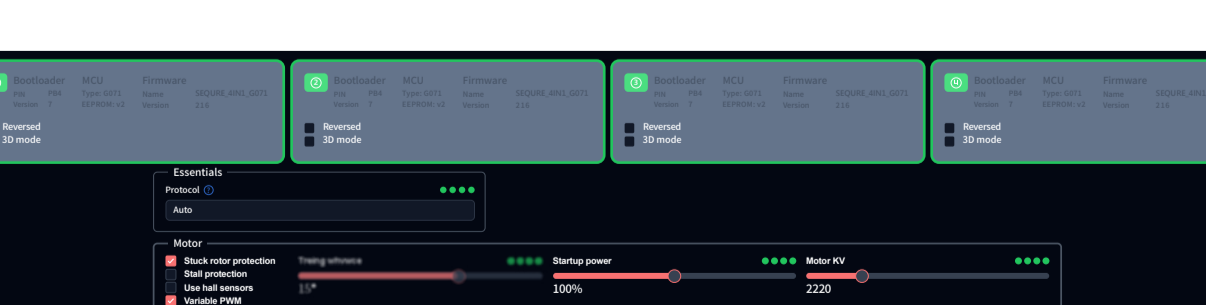 Bootloader MCU Firmware
PIN PB4 Type: G071 Name SEQURE_4IN1_G071
Version 7 EEPROM: v2 Version 216
Reversed
3D mode
2 Bootloader MCU Firmware
PIN PB4 Type: G071 Name SEQURE_4IN1_G071
Version 7 EEPROM: v2 Version 216
Reversed
3D mode
3 Bootloader MCU Firmware
PIN PB4 Type: G071 Name SEQURE_4IN1_G071
Version 7 EEPROM: v2 Version 216
Reversed
3D mode
4 Bootloader MCU Firmware
PIN PB4 Type: G071 Name SEQURE_4IN1
Version 7 EEPROM: v2 Version 216
Reversed
3D mode
Essentials
Protocol ?
Auto
Motor
Stuck rotor protection
Stall protection
Use hall sensors
Variable PWM
15°
Startup power
100%
Motor KV
2220